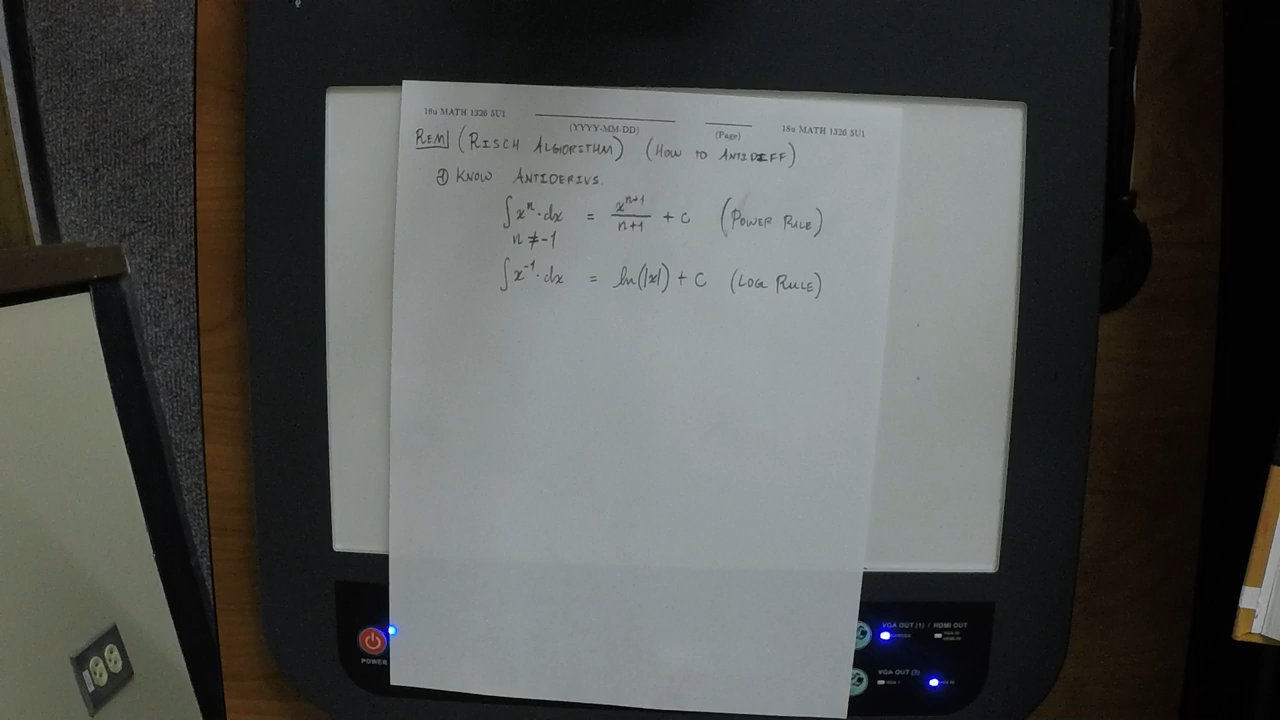 18u MATH 1326 5U1
(YYYY-MM-DD)
(Page)
18u MATH 1326 5U1
REM (RISCH ALGORITHM) (HOW TO ANTIDIFF)
① KNOW ANTIDERIVS.
∫xⁿ·dx = xⁿ⁺¹/n+1 + C (POWER RULE)
n ≠ -1
∫x⁻¹·dx = ln(|x|) + C (LOG RULE)
POWER
VGA OUT (1) / HDMI OUT
VGA OUT (2)